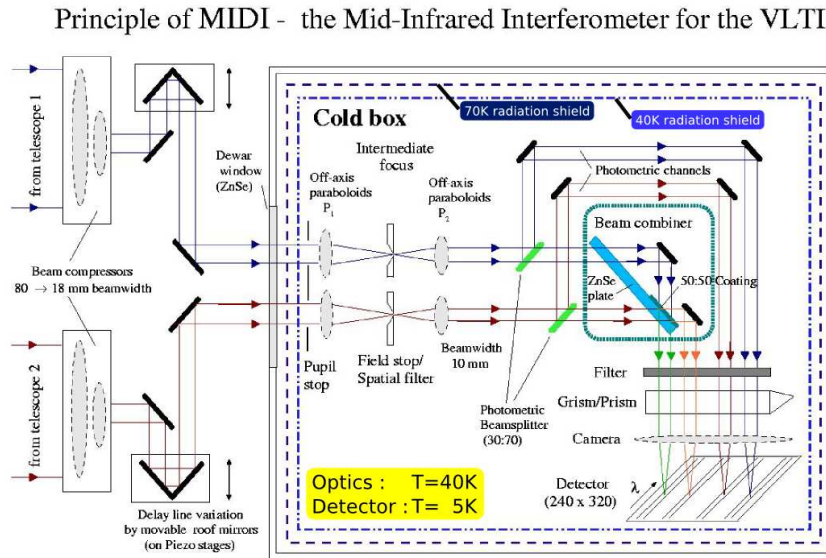 Principle of MIDI - the Mid-Infrared Interferometer for the VLTI
from telescope 1
70K radiation shield
40K radiation shield
Cold box
Dewar
window
(ZnSe)
Off-axis
paraboloids
P1
Intermediate
focus
Off-axis
paraboloids
P2
Photometric channels
Beam combiner
ZnSe
plate
50:50 Coating
Beam compressors
80 → 18 mm beamwidth
from telescope 2
Pupil
stop
Field stop/
Spatial filter
Beamwidth
10 mm
Photometric
Beamsplitter
(30:70)
Filter
Grism/Prism
Camera
Detector
(240 x 320)
λ
Optics : T=40K
Detector : T= 5K
Delay line variation
by movable roof mirrors
(on Piezo stages)